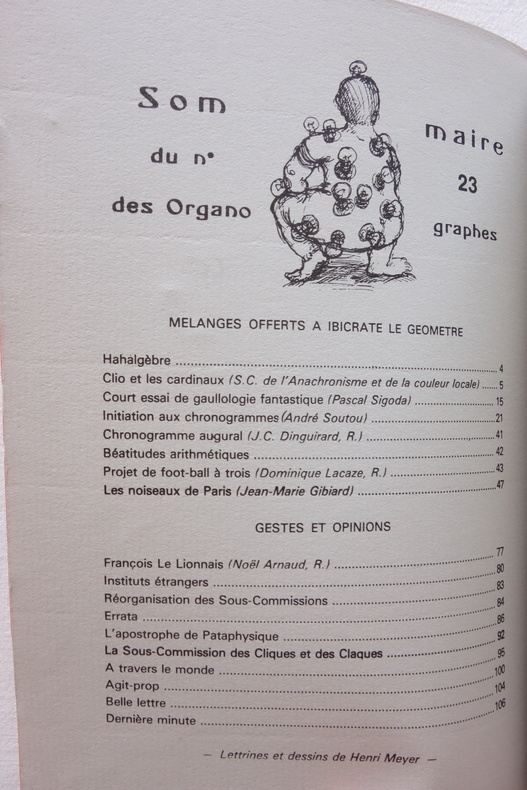 Som maire
du n° 23
des Organo graphes
MELANGES OFFERTS A IBICRATE LE GEOMETRE
Hahalgèbre 4
Clio et les cardinaux (S.C. de l'Anachronisme et de la couleur locale) 5
Court essai de gaullologie fantastique (Pascal Sigoda) 15
Initiation aux chronogrammes (André Soutou) 21
Chronogramme augural (J.C. Dinguirard, R.) 41
Béatitudes arithmétiques 42
Projet de foot-ball à trois (Dominique Lacaze, R.) 43
Les noiseaux de Paris (Jean-Marie Gibiard) 47
GESTES ET OPINIONS
François Le Lionnais (Noël Arnaud, R.) 77
Instituts étrangers 80
Réorganisation des Sous-Commissions 83
Errata 84
L'apostrophe de Pataphysique 86
La Sous-Commission des Cliques et des Claques 92
A travers le monde 95
Agit-prop 100
Belle lettre 104
Dernière minute 106
— Lettrines et dessins de Henri Meyer —